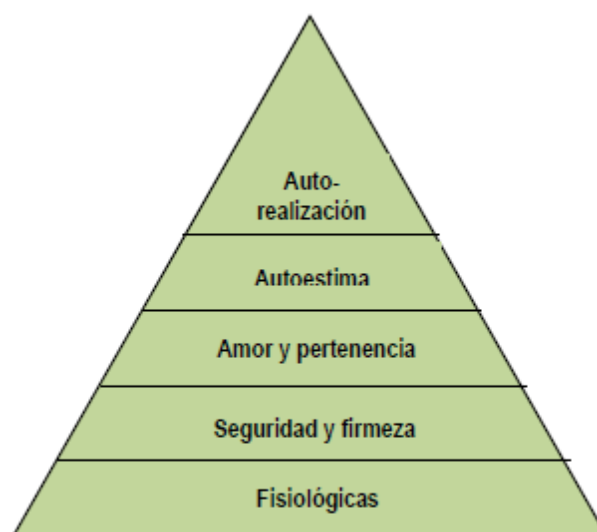 Auto-
realización
Autoestima
Amor y pertenencia
Seguridad y firmeza
Fisiológicas